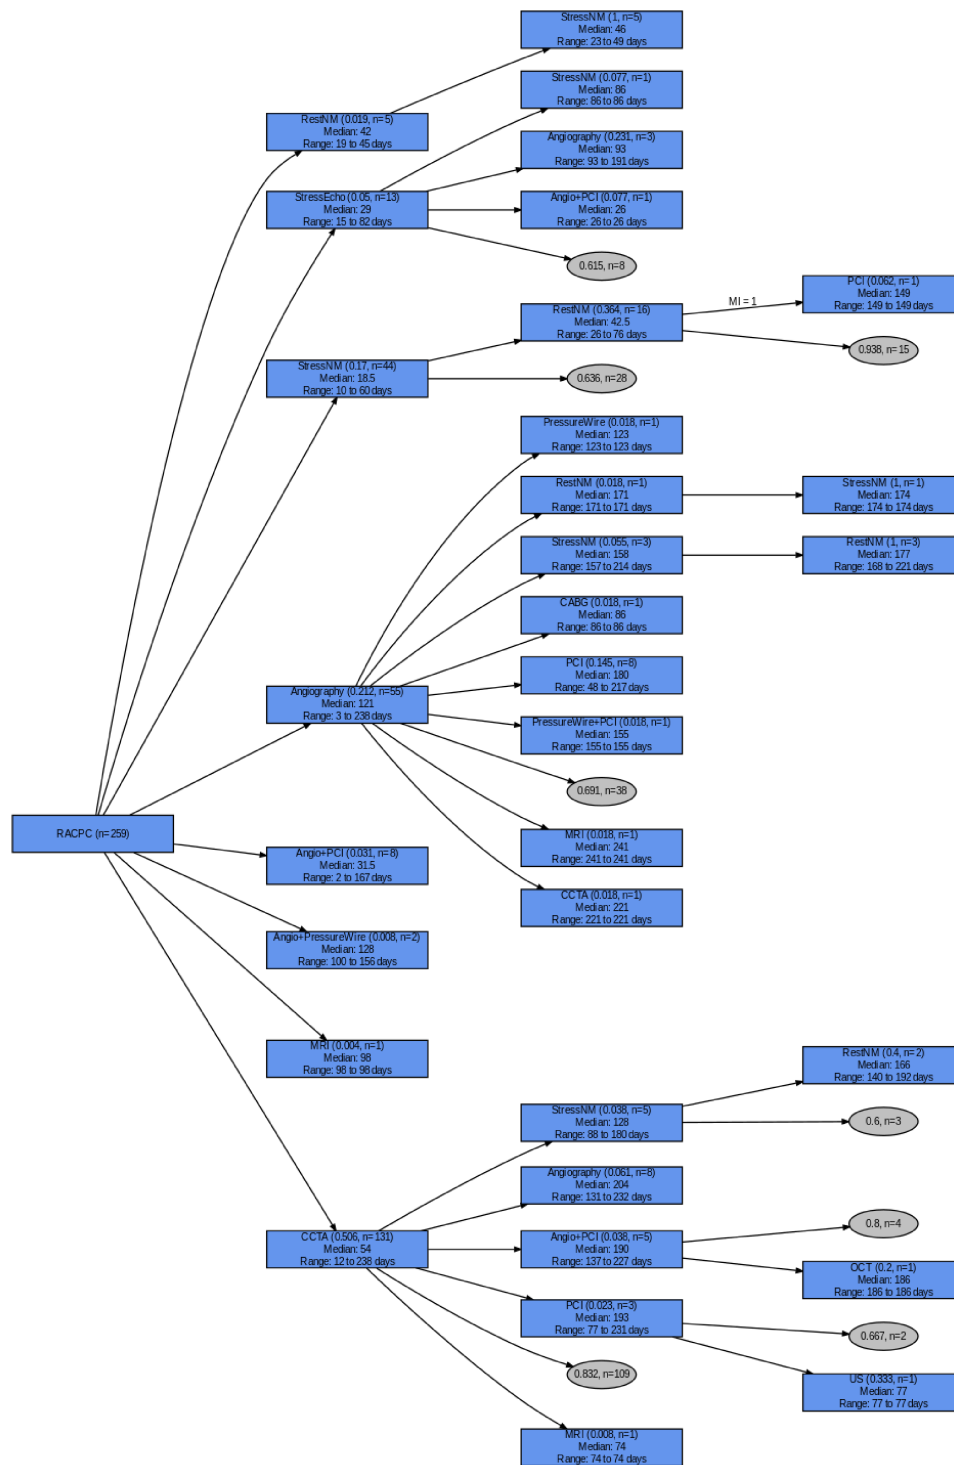 StressNM (1, n=5)
Median: 46
Range: 23 to 49 days
StressNM (0.077, n=1)
Median: 86
Range: 86 to 86 days
RestNM (0.019, n=5)
Median: 42
Range: 19 to 45 days
Angiography (0.231, n=3)
Median: 93
Range: 93 to 191 days
StressEcho (0.05, n=13)
Median: 29
Range: 15 to 82 days
Angio+PCI (0.077, n=1)
Median: 26
Range: 26 to 26 days
0.615, n=8
RestNM (0.364, n=16)
Median: 42.5
Range: 26 to 76 days
MI = 1
PCI (0.062, n=1)
Median: 149
Range: 149 to 149 days
0.938, n=15
StressNM (0.17, n=44)
Median: 18.5
Range: 10 to 60 days
0.636, n=28
PressureWire (0.018, n=1)
Median: 123
Range: 123 to 123 days
RestNM (0.018, n=1)
Median: 171
Range: 171 to 171 days
StressNM (1, n=1)
Median: 174
Range: 174 to 174 days
StressNM (0.055, n=3)
Median: 158
Range: 157 to 214 days
RestNM (1, n=3)
Median: 177
Range: 168 to 221 days
CABG (0.018, n=1)
Median: 86
Range: 86 to 86 days
PCI (0.145, n=8)
Median: 180
Range: 48 to 217 days
Angiography (0.212, n=55)
Median: 121
Range: 3 to 238 days
PressureWire+PCI (0.018, n=1)
Median: 155
Range: 155 to 155 days
0.691, n=38
RACPC (n=259)
MRI (0.018, n=1)
Median: 241
Range: 241 to 241 days
Angio+PCI (0.031, n=8)
Median: 31.5
Range: 2 to 167 days
CCTA (0.018, n=1)
Median: 221
Range: 221 to 221 days
Angio+PressureWire (0.008, n=2)
Median: 128
Range: 100 to 156 days
MRI (0.004, n=1)
Median: 98
Range: 98 to 98 days
RestNM (0.4, n=2)
Median: 166
Range: 140 to 192 days
StressNM (0.038, n=5)
Median: 128
Range: 88 to 180 days
0.6, n=3
Angiography (0.061, n=8)
Median: 204
Range: 131 to 232 days
0.8, n=4
CCTA (0.506, n=131)
Median: 54
Range: 12 to 238 days
Angio+PCI (0.038, n=5)
Median: 190
Range: 137 to 227 days
OCT (0.2, n=1)
Median: 186
Range: 186 to 186 days
PCI (0.023, n=3)
Median: 193
Range: 77 to 231 days
0.667, n=2
0.832, n=109
US (0.333, n=1)
Median: 77
Range: 77 to 77 days
MRI (0.008, n=1)
Median: 74
Range: 74 to 74 days